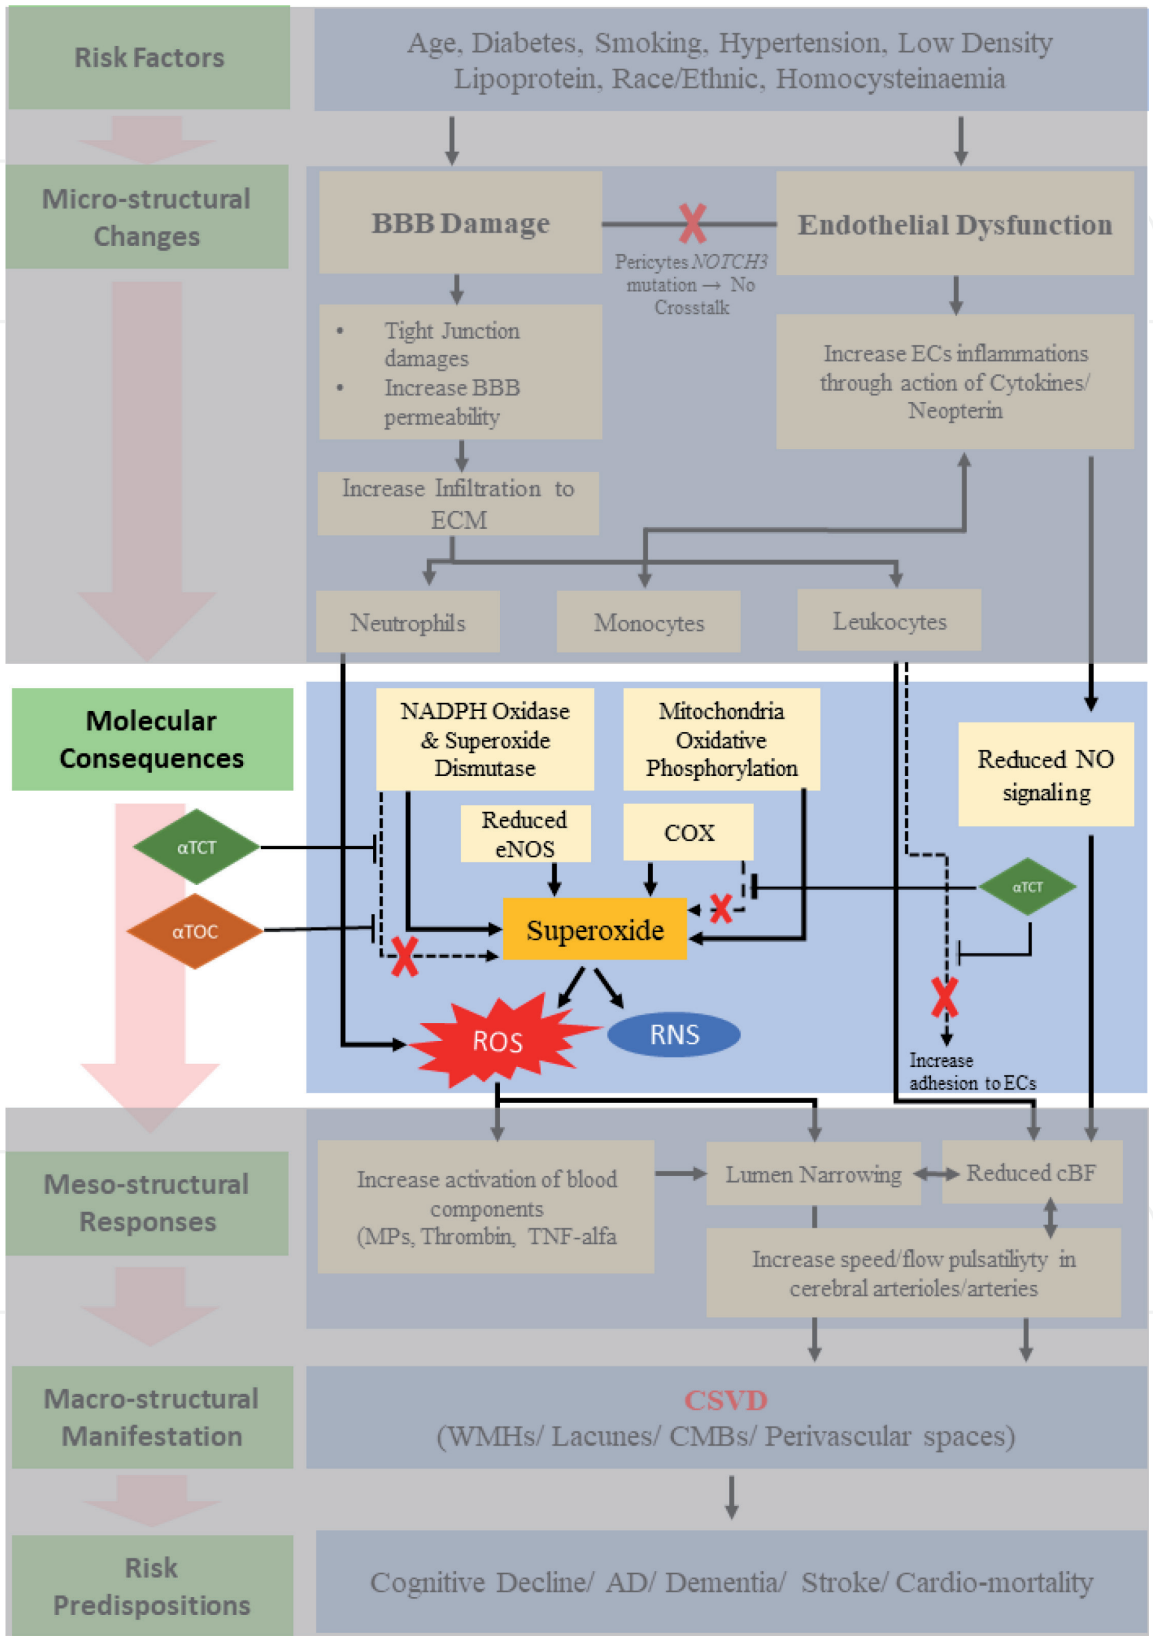 Risk Factors
Age, Diabetes, Smoking, Hypertension, Low Density
Lipoprotein, Race/Ethnic, Homocysteinaemia
Micro-structural
Changes
BBB Damage
Endothelial Dysfunction
Pericytes NOTCH3
mutation → No
Crosstalk
• Tight Junction
damages
• Increase BBB
permeability
Increase ECs inflammations
through action of Cytokines/
Neopterin
Increase Infiltration to
ECM
Neutrophils
Monocytes
Leukocytes
Molecular
Consequences
NADPH Oxidase
& Superoxide
Dismutase
Mitochondria
Oxidative
Phosphorylation
Reduced NO
signaling
Reduced
eNOS
COX
αTCT
αTCT
αTOC
Superoxide
ROS
RNS
Increase
adhesion to ECs
Meso-structural
Responses
Increase activation of blood
components
(MPs, Thrombin, TNF-alfa
Lumen Narrowing
Reduced cBF
Increase speed/flow pulsatiliyty in
cerebral arterioles/arteries
Macro-structural
Manifestation
CSVD
(WMHs/ Lacunes/ CMBs/ Perivascular spaces)
Risk
Predispositions
Cognitive Decline/ AD/ Dementia/ Stroke/ Cardio-mortality